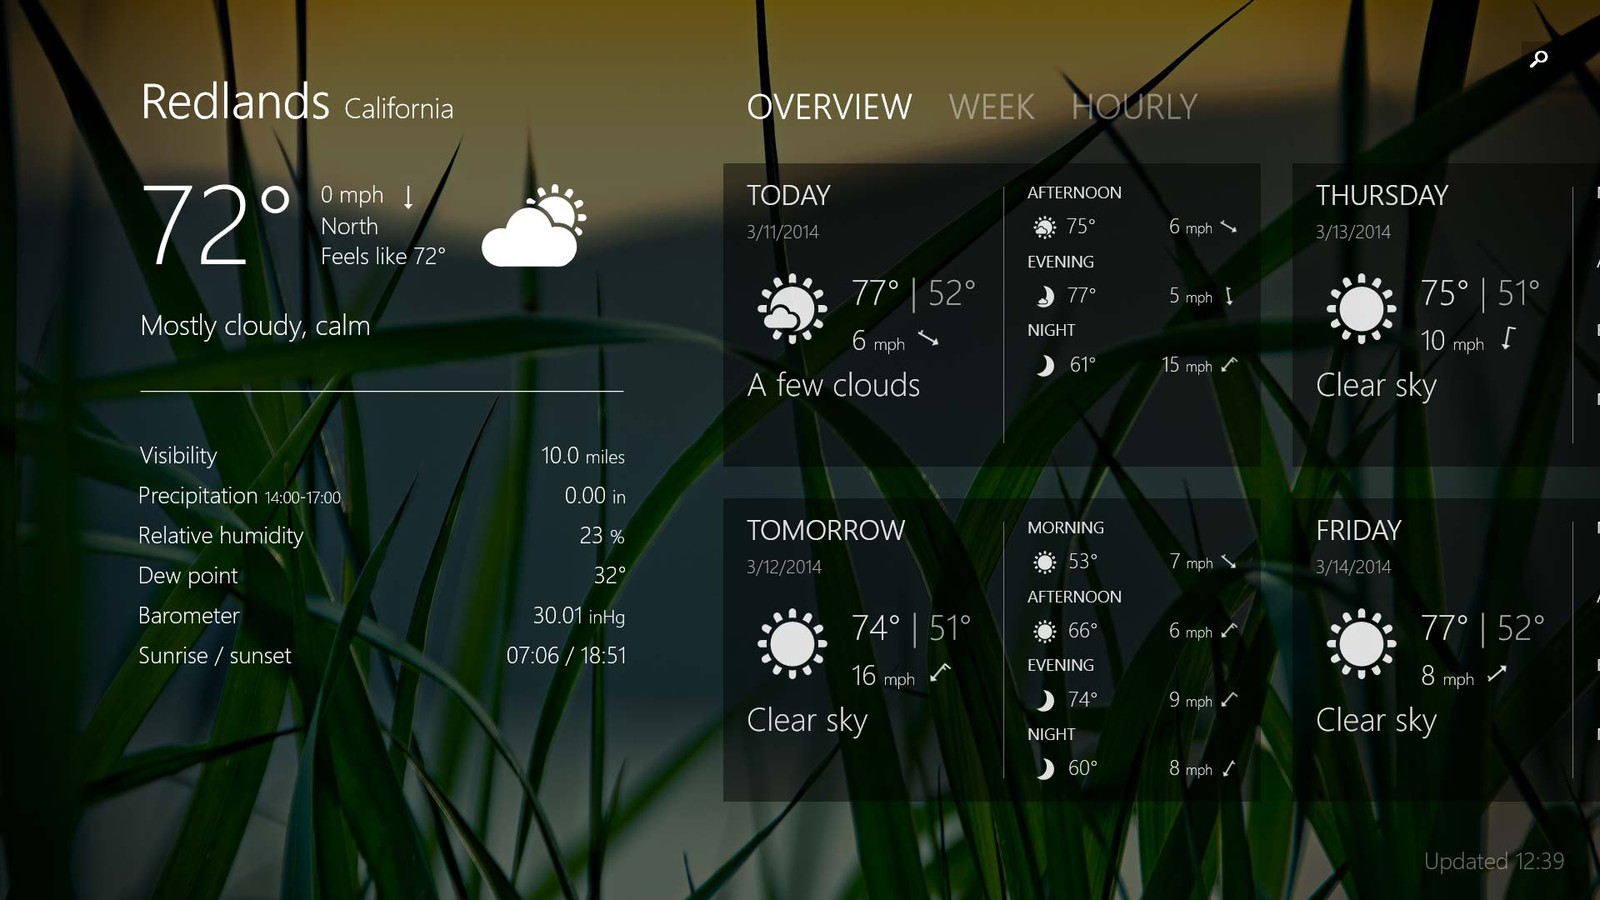 Redlands California
72°
0 mph
North
Feels like 72°
Mostly cloudy, calm
Visibility 10.0 miles
Precipitation 14:00-17:00 0.00 in
Relative humidity 23 %
Dew point 32°
Barometer 30.01 inHg
Sunrise / sunset 07:06 / 18:51
OVERVIEW WEEK HOURLY
TODAY
3/11/2014
77° | 52°
6 mph
A few clouds
AFTERNOON
75° 6 mph
EVENING
77° 5 mph
NIGHT
61° 15 mph
THURSDAY
3/13/2014
75° | 51°
10 mph
Clear sky
TOMORROW
3/12/2014
74° | 51°
16 mph
Clear sky
MORNING
53° 7 mph
AFTERNOON
66° 6 mph
EVENING
74° 9 mph
NIGHT
60° 8 mph
FRIDAY
3/14/2014
77° | 52°
8 mph
Clear sky
Updated 12:39